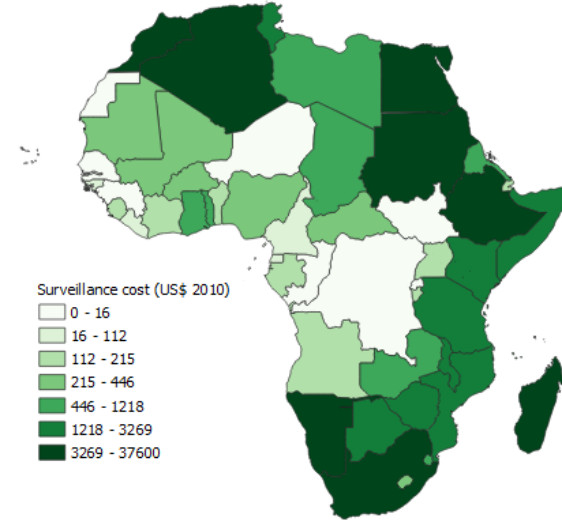 Surveillance cost (US$ 2010)
0 - 16
16 - 112
112 - 215
215 - 446
446 - 1218
1218 - 3269
3269 - 37600